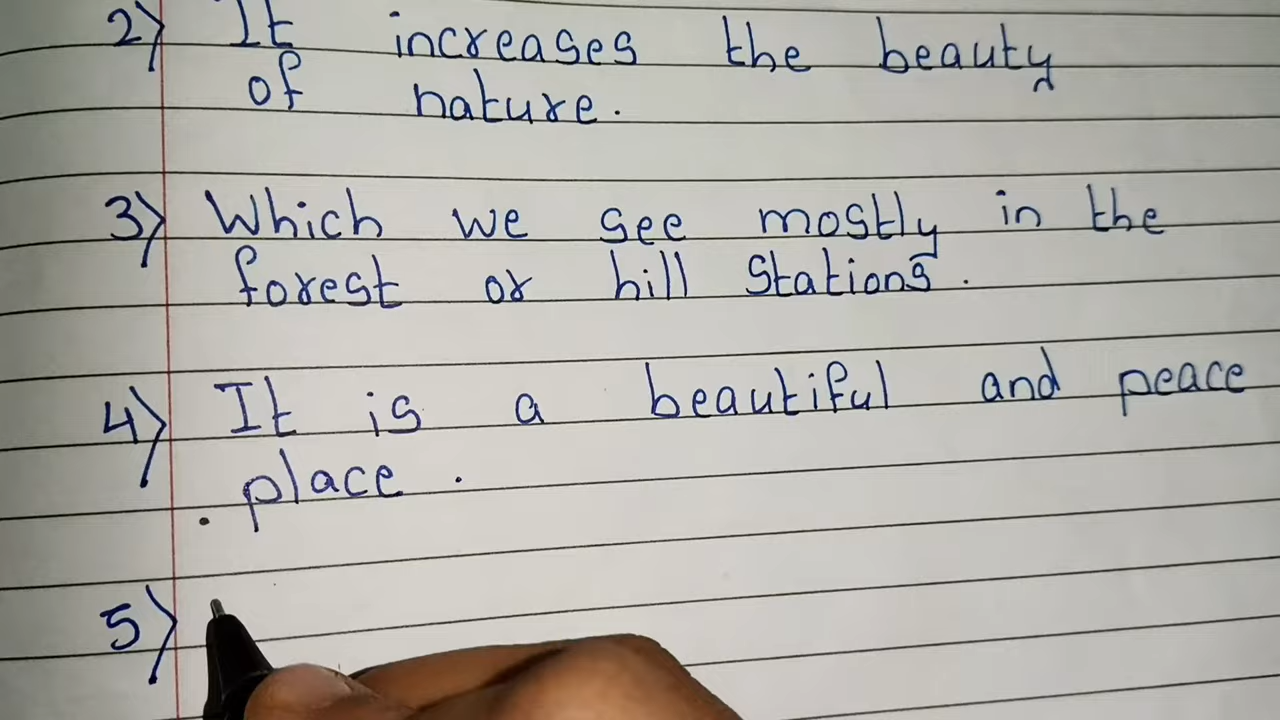 2) It increases the beauty
of nature.
3) Which we see mostly in the
forest or hill Stations.
4) It is a beautiful and peace
place.
5)